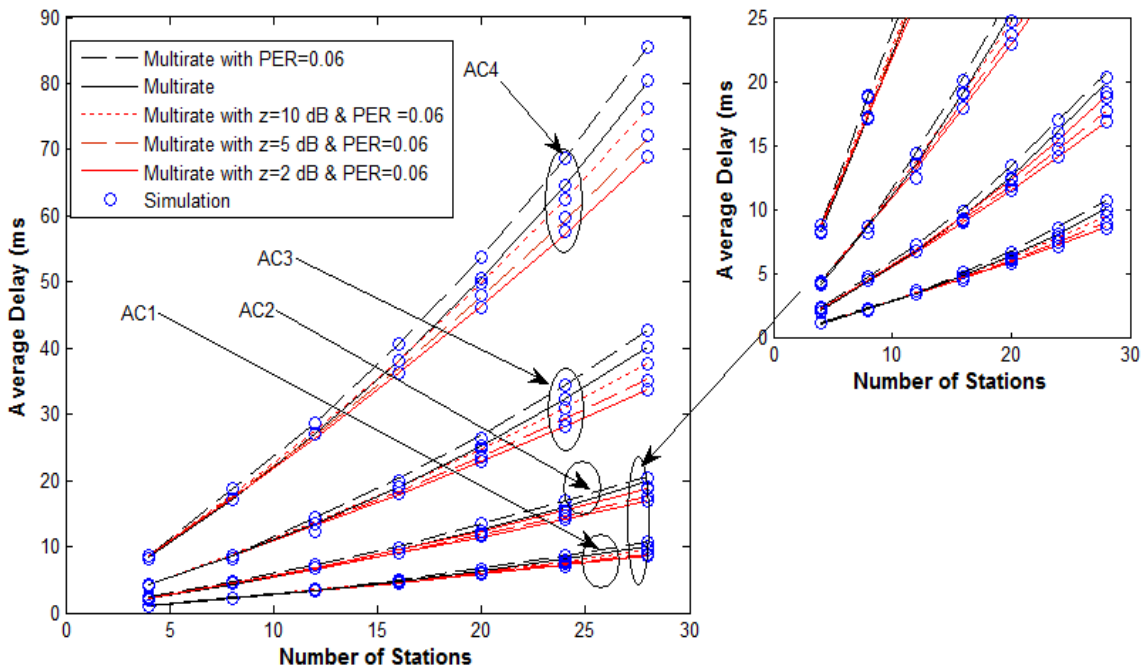 90
80
70
60
50
40
30
20
10
0
Average Delay (ms
Multirate with PER=0.06
Multirate
Multirate with z=10 dB & PER =0.06
Multirate with z=5 dB & PER=0.06
Multirate with z=2 dB & PER=0.06
Simulation
AC4
AC3
AC2
AC1
0 5 10 15 20 25 30
Number of Stations
25
20
15
10
5
0
Average Delay (ms
0 10 20 30
Number of Stations